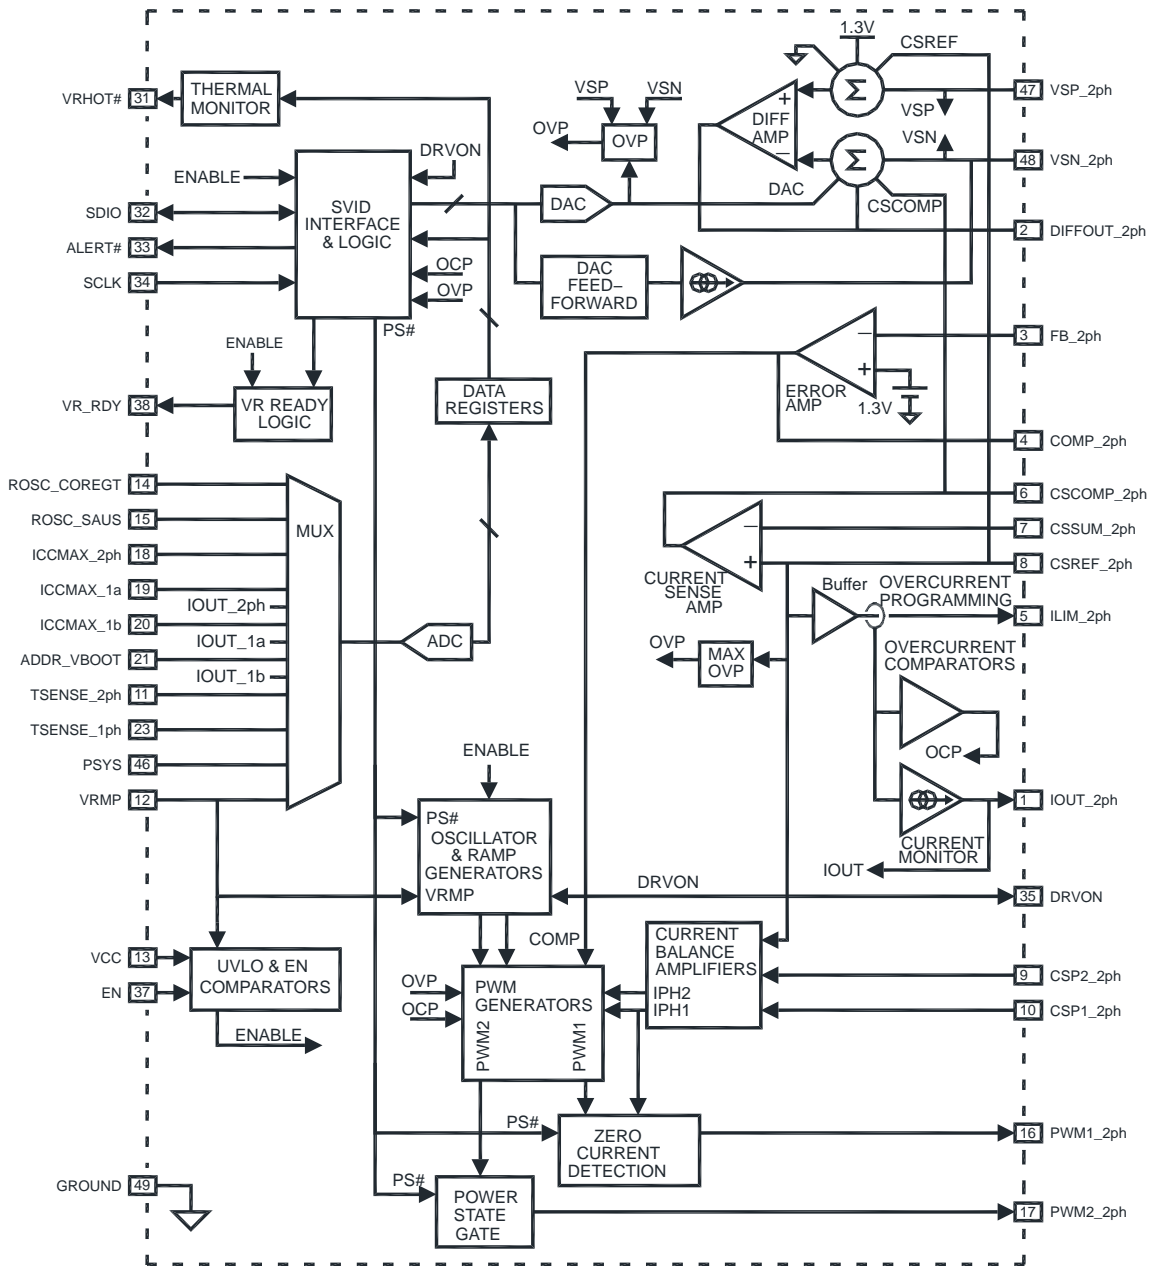 1.3V
CSREF
VRHOT# 31
THERMAL
MONITOR
VSP
VSN
OVP
OVP
DIFF
AMP
+
−
Σ
Σ
VSP
VSN
47 VSP_2ph
48 VSN_2ph
DRVON
ENABLE
SDIO 32
ALERT# 33
SCLK 34
SVID
INTERFACE
& LOGIC
OCP
OVP
PS#
DAC
DAC
CSCOMP
2 DIFFOUT_2ph
DAC
FEED−
FORWARD
ENABLE
VR_RDY 38
VR READY
LOGIC
DATA
REGISTERS
−
+
ERROR
AMP
1.3V
3 FB_2ph
4 COMP_2ph
ROSC_COREGT 14
ROSC_SAUS 15
ICCMAX_2ph 18
ICCMAX_1a 19
IOUT_2ph
ICCMAX_1b 20
IOUT_1a
ADDR_VBOOT 21
IOUT_1b
TSENSE_2ph 11
TSENSE_1ph 23
PSYS 46
VRMP 12
MUX
ADC
6 CSCOMP_2ph
7 CSSUM_2ph
8 CSREF_2ph
−
+
CURRENT
SENSE
AMP
Buffer
OVERCURRENT
PROGRAMMING
5 ILIM_2ph
OVP
MAX
OVP
OVERCURRENT
COMPARATORS
OCP
1 IOUT_2ph
CURRENT
MONITOR
IOUT
ENABLE
PS#
OSCILLATOR
& RAMP
GENERATORS
VRMP
DRVON
35 DRVON
COMP
VCC 13
EN 37
UVLO & EN
COMPARATORS
ENABLE
OVP
OCP
PWM
GENERATORS
PWM2
PWM1
CURRENT
BALANCE
AMPLIFIERS
IPH2
IPH1
9 CSP2_2ph
10 CSP1_2ph
PS#
ZERO
CURRENT
DETECTION
16 PWM1_2ph
GROUND 49
PS#
POWER
STATE
GATE
17 PWM2_2ph